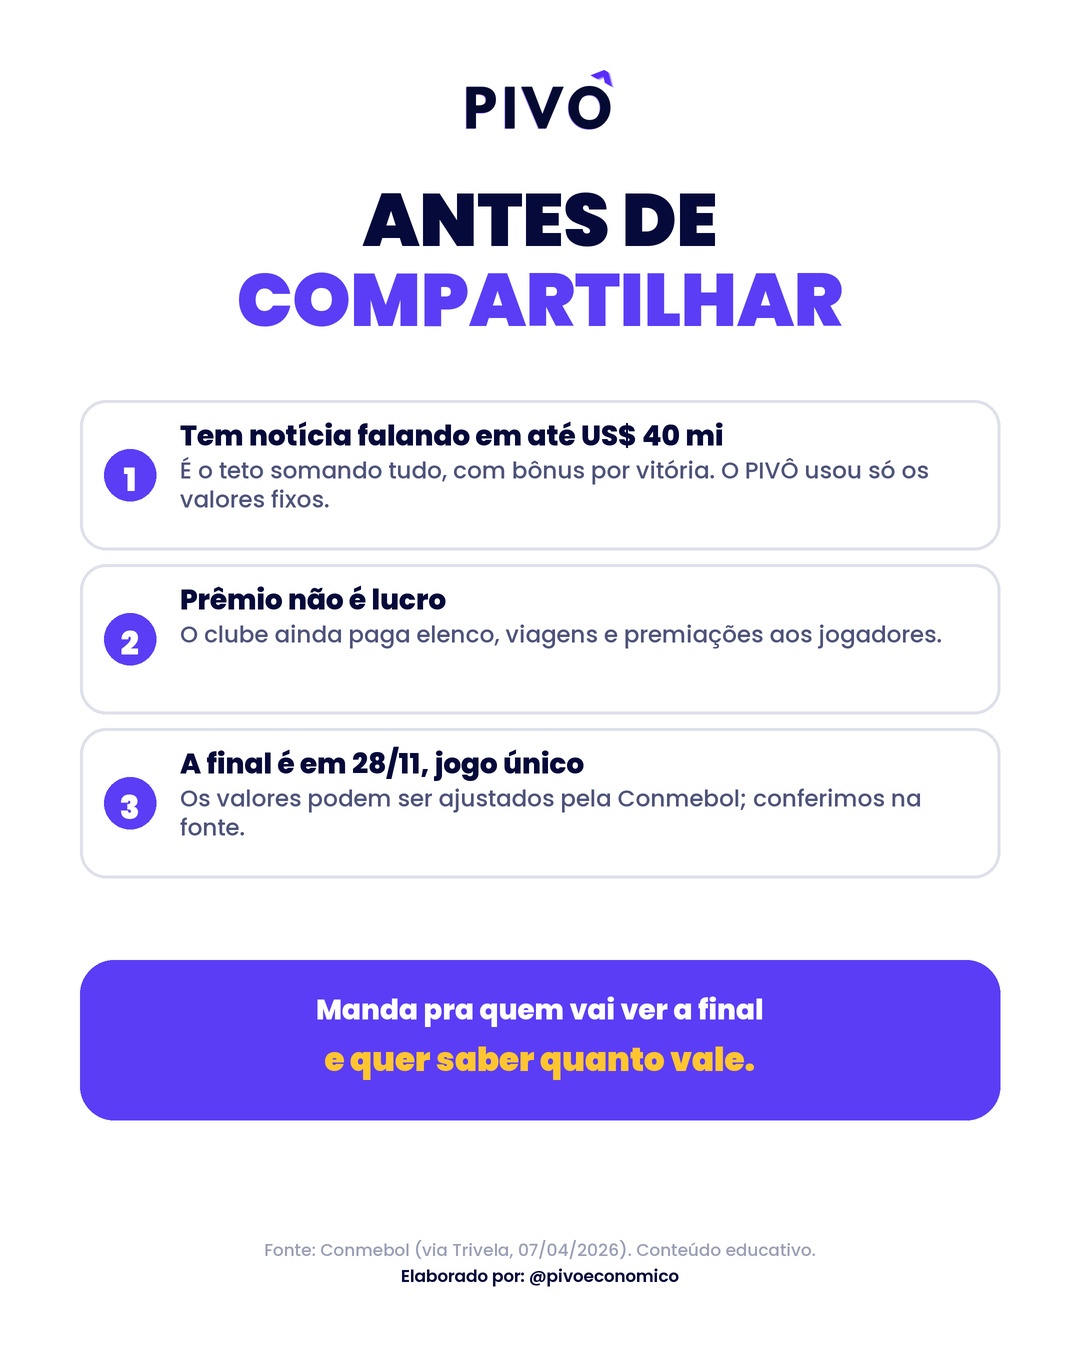 PIVÔ
ANTES DE
COMPARTILHAR
1
Tem notícia falando em até US$ 40 mi
É o teto somando tudo, com bônus por vitória. O PIVÔ usou só os
valores fixos.
2
Prêmio não é lucro
O clube ainda paga elenco, viagens e premiações aos jogadores.
3
A final é em 28/11, jogo único
Os valores podem ser ajustados pela Conmebol; conferimos na
fonte.
Manda pra quem vai ver a final
e quer saber quanto vale.
Fonte: Conmebol (via Trivela, 07/04/2026). Conteúdo educativo.
Elaborado por: @pivoeconomico